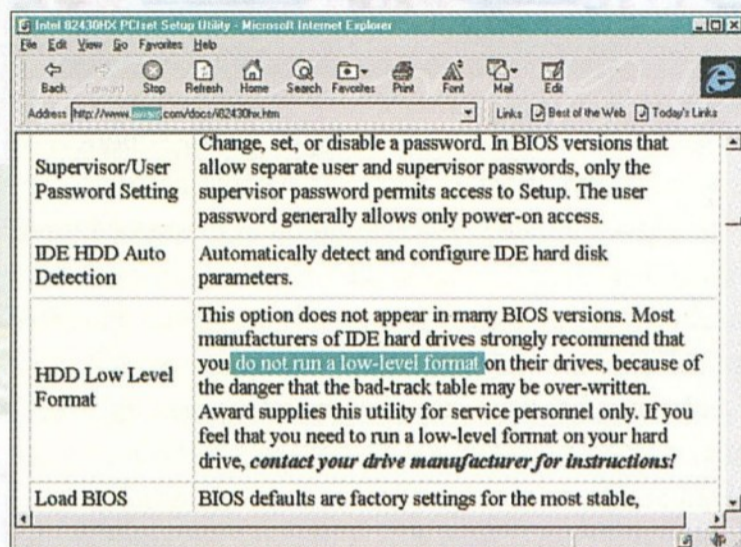 Intel 82430HX PCIset Setup Utility - Microsoft Internet Explorer
File Edit View Go Favorites Help
Back Forward Stop Refresh Home Search Favorites Print Font Mail Edit
Address http://www. .com/docs/i82430hx.htm Links Best of the Web Today's Links
Change, set, or disable a password. In BIOS versions that
Supervisor/User allow separate user and supervisor passwords, only the
Password Setting supervisor password permits access to Setup. The user
password generally allows only power-on access.
IDE HDD Auto Automatically detect and configure IDE hard disk
Detection parameters.
This option does not appear in many BIOS versions. Most
manufacturers of IDE hard drives strongly recommend that
you do not run a low-level format on their drives, because of
HDD Low Level the danger that the bad-track table may be over-written.
Format Award supplies this utility for service personnel only. If you
feel that you need to run a low-level format on your hard
drive, contact your drive manufacturer for instructions!
Load BIOS BIOS defaults are factory settings for the most stable,